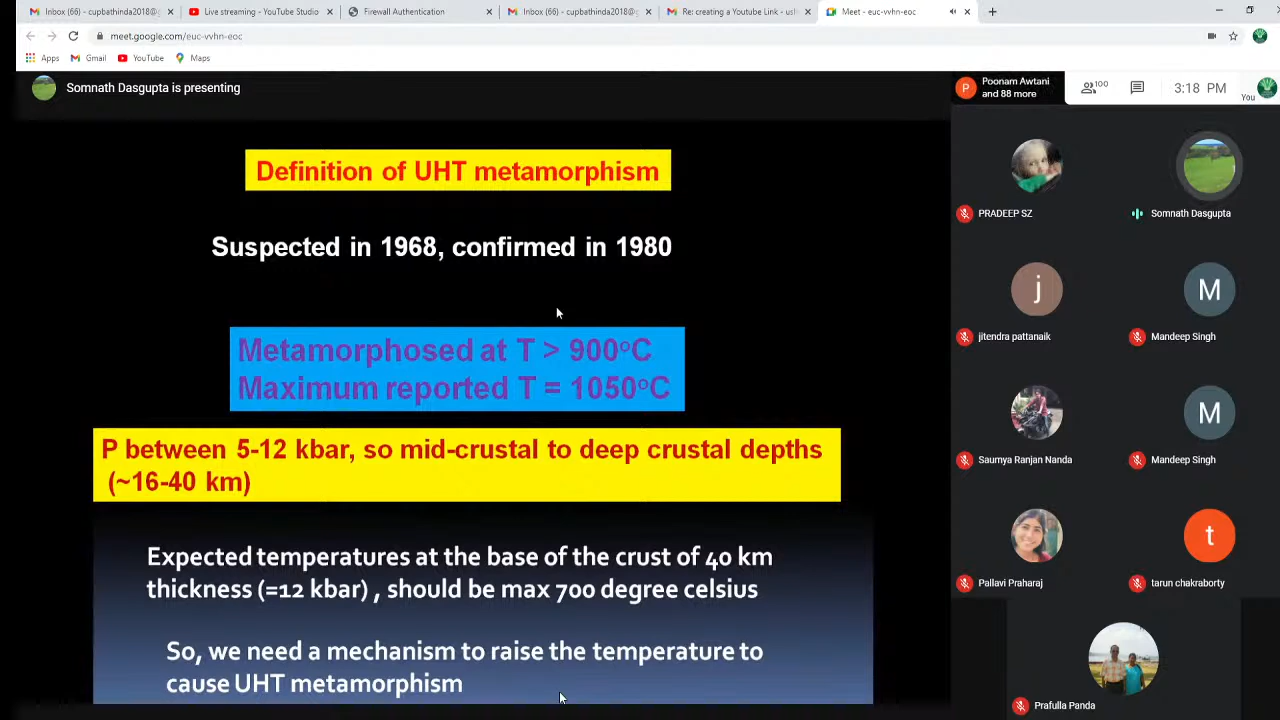 Inbox (66) - cupbathinda2018@g
Live streaming - YouTube Studio
Firewall Authentication
Inbox (66) - cupbathinda2018@g
Re: creating a Youtube Link - usl
Meet - euc-vvhn-eoc
meet.google.com/euc-vvhn-eoc
Apps
Gmail
YouTube
Maps
Somnath Dasgupta is presenting
P
Poonam Awtani
and 88 more
100
3:18 PM
You
Definition of UHT metamorphism
Suspected in 1968, confirmed in 1980
Metamorphosed at T > 900°C
Maximum reported T = 1050°C
P between 5-12 kbar, so mid-crustal to deep crustal depths
(~16-40 km)
Expected temperatures at the base of the crust of 40 km
thickness (=12 kbar) , should be max 700 degree celsius
So, we need a mechanism to raise the temperature to
cause UHT metamorphism
PRADEEP SZ
Somnath Dasgupta
j
M
jitendra pattanaik
Mandeep Singh
M
Saumya Ranjan Nanda
Mandeep Singh
t
Pallavi Praharaj
tarun chakraborty
Prafulla Panda